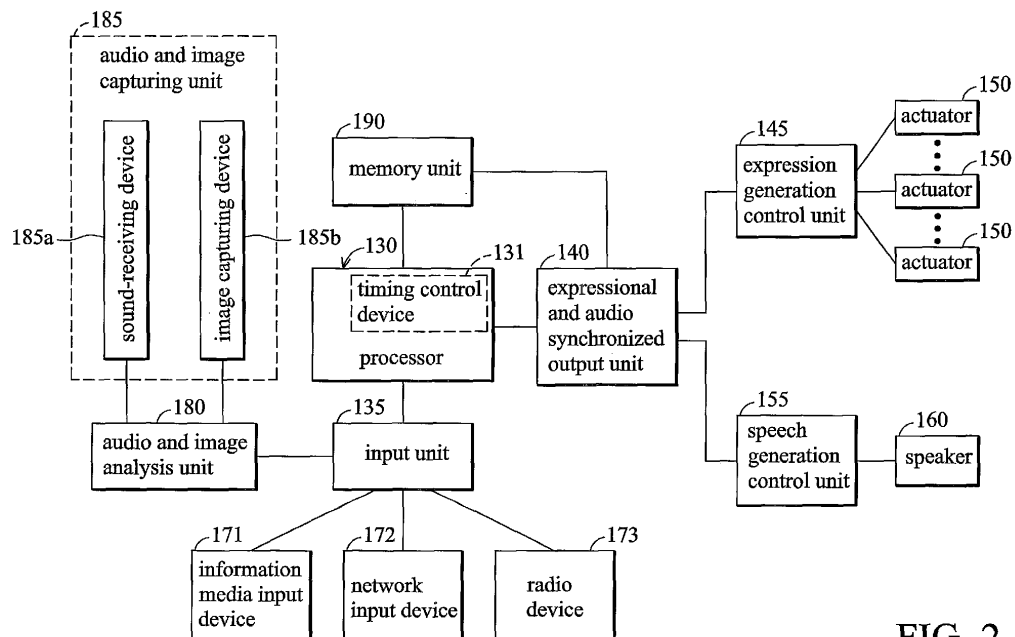 185
audio and image
capturing unit
sound-receiving device
image capturing device
185a
185b
190
memory unit
130
131
timing control
device
processor
140
expressional
and audio
synchronized
output unit
145
expression
generation
control unit
150
actuator
150
actuator
150
actuator
155
speech
generation
control unit
160
speaker
180
audio and image
analysis unit
135
input unit
171
information
media input
device
172
network
input device
173
radio
device
FIG. 2